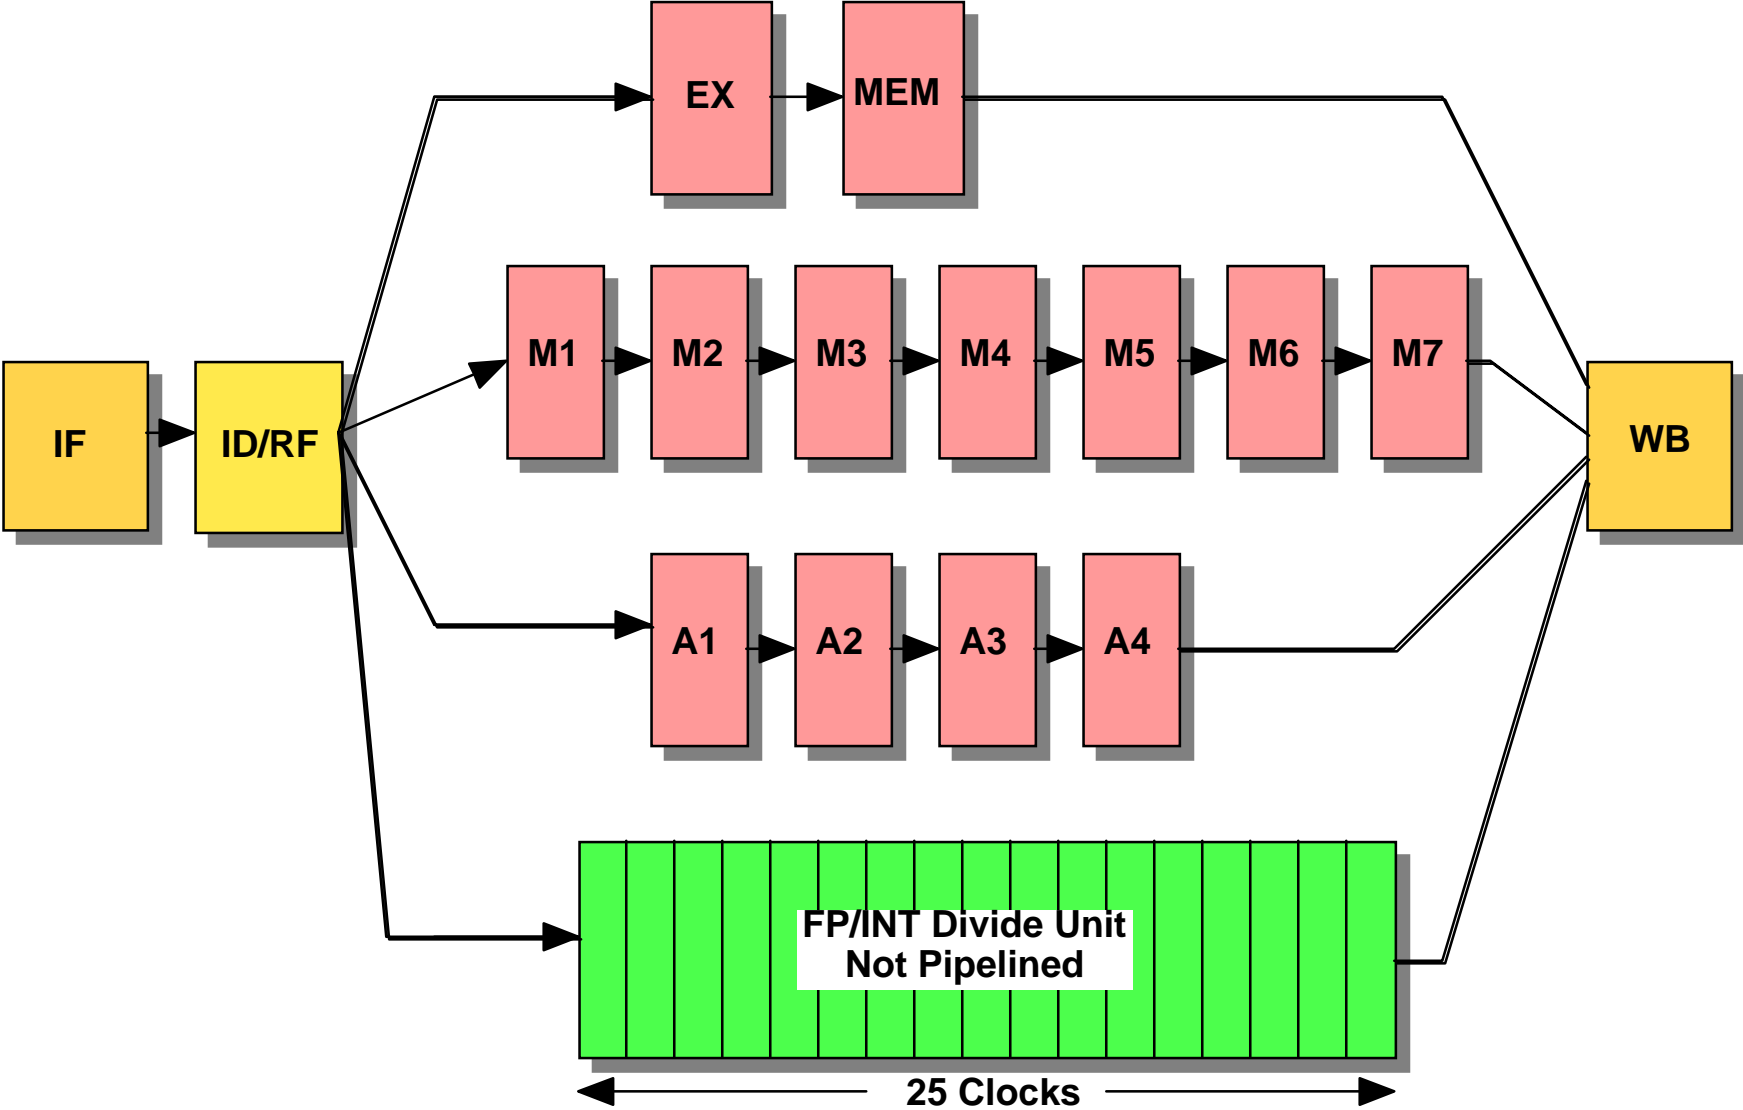 EX
MEM
M1
M2
M3
M4
M5
M6
M7
IF
ID/RF
WB
A1
A2
A3
A4
FP/INT Divide Unit
Not Pipelined
25 Clocks